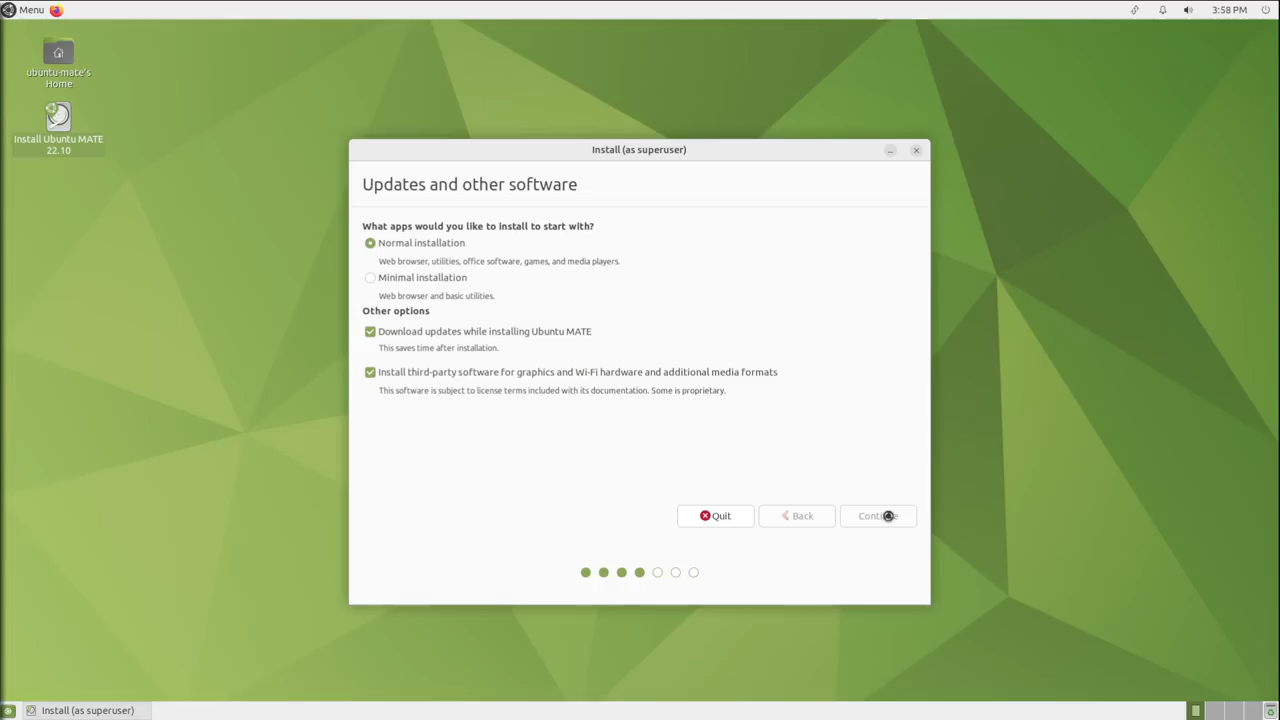 Menu
3:58 PM
ubuntu-mate's
Home
Install Ubuntu MATE
22.10
Install (as superuser)
Updates and other software
What apps would you like to install to start with?
Normal installation
Web browser, utilities, office software, games, and media players.
Minimal installation
Web browser and basic utilities.
Other options
Download updates while installing Ubuntu MATE
This saves time after installation.
Install third-party software for graphics and Wi-Fi hardware and additional media formats
This software is subject to license terms included with its documentation. Some is proprietary.
Quit
Back
Continue
Install (as superuser)